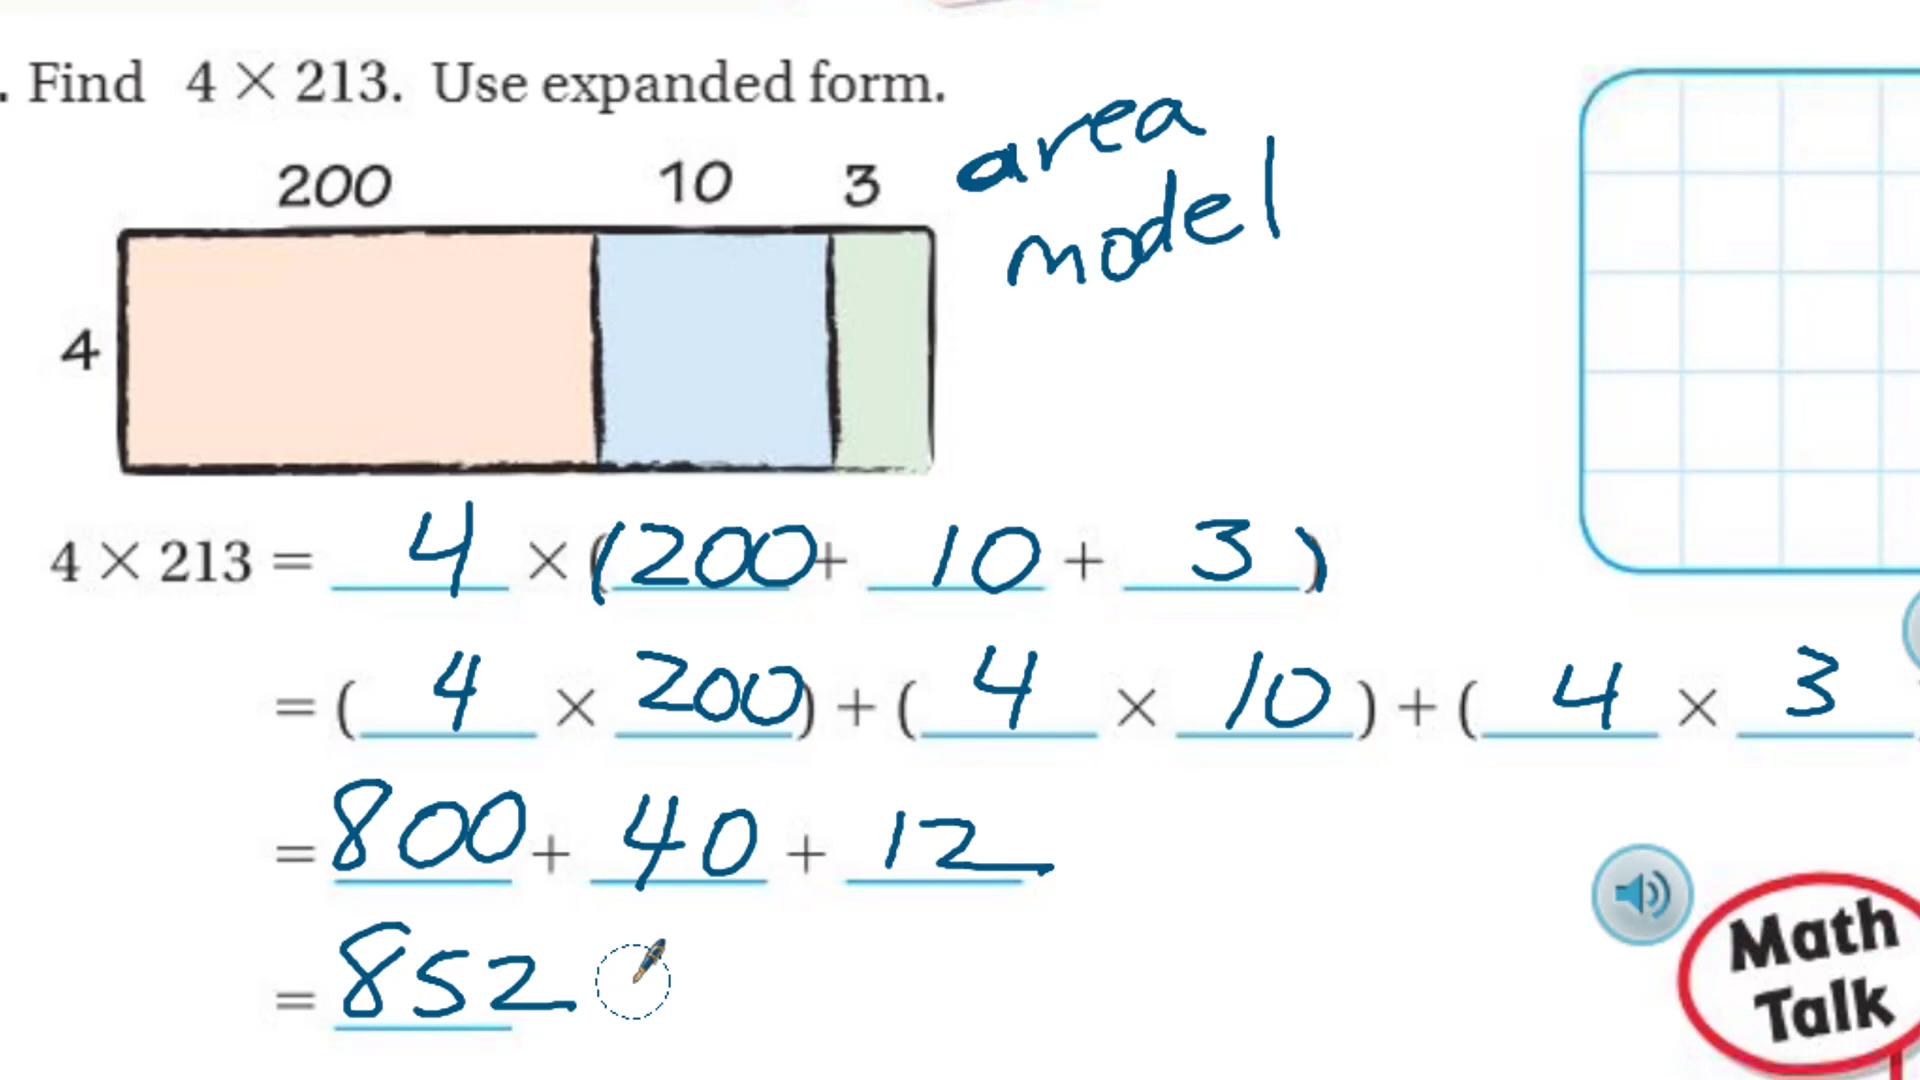 . Find 4 × 213. Use expanded form.
area
model
200 10 3
4
4 × 213 = 4 × (200 + 10 + 3)
= ( 4 × 200) + ( 4 × 10 ) + ( 4 × 3
= 800 + 40 + 12
= 852
Math
Talk